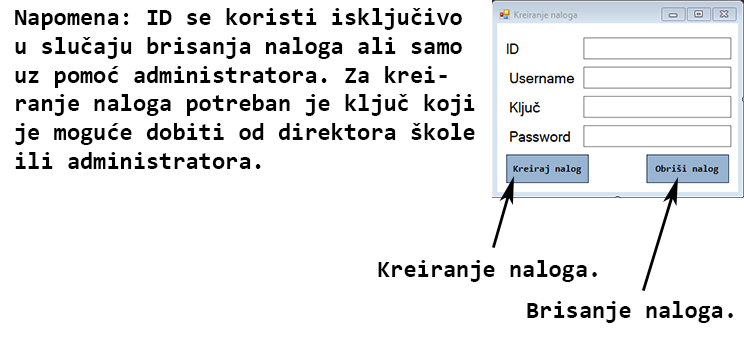 Napomena: ID se koristi isključivo
u slučaju brisanja naloga ali samo
uz pomoć administratora. Za krei-
ranje naloga potreban je ključ koji
je moguće dobiti od direktora škole
ili administratora.
Kreiranje naloga
ID
Username
Ključ
Password
Kreiraj nalog
Obriši nalog
Kreiranje naloga.
Brisanje naloga.